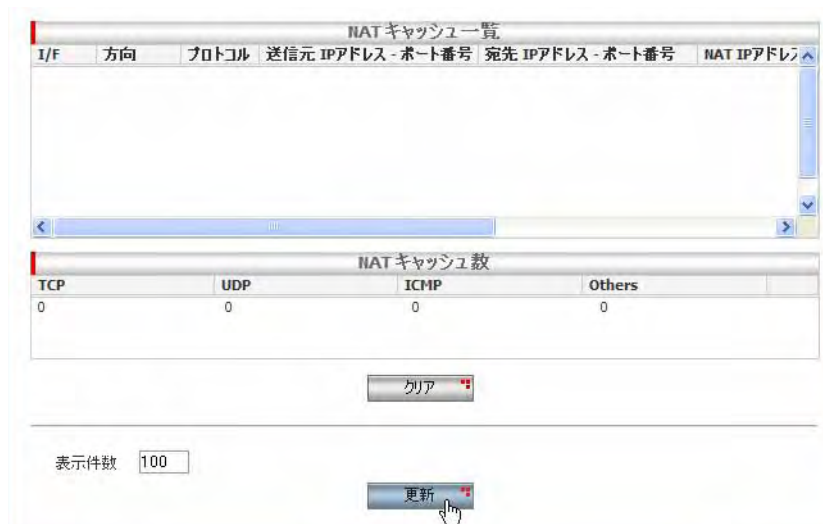 NATキャッシュ一覧
I/F 方向 プロトコル 送信元 IPアドレス - ポート番号 宛先 IPアドレス - ポート番号 NAT IPアドレス
NATキャッシュ数
TCP UDP ICMP Others
0 0 0 0
クリア
表示件数 100
更新